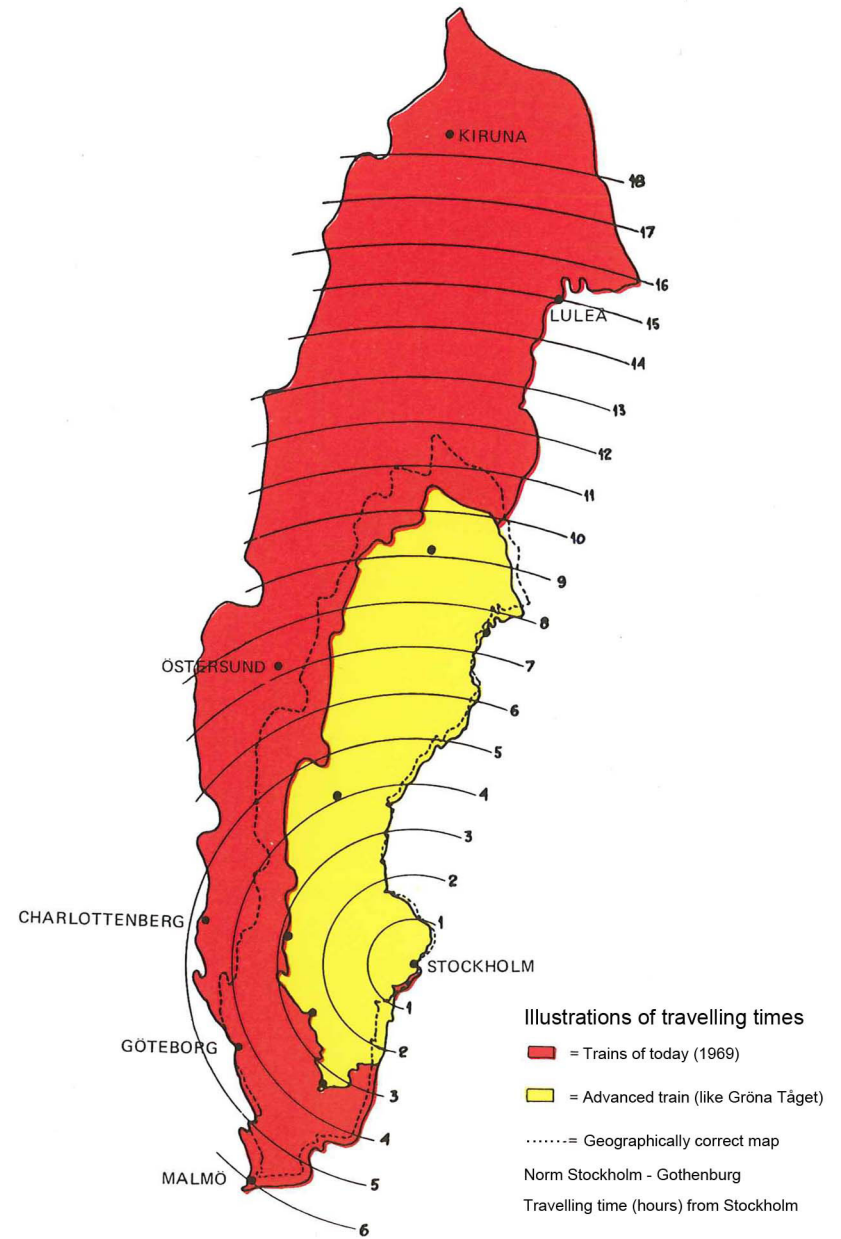 KIRUNA
18
17
16
15
LULEÅ
14
13
12
11
10
9
8
ÖSTERSUND
7
6
5
4
3
2
CHARLOTTENBERG
1
STOCKHOLM
1
Illustrations of travelling times
GÖTEBORG
2
= Trains of today (1969)
3
= Advanced train (like Gröna Tåget)
4
= Geographically correct map
MALMÖ
5
Norm Stockholm - Gothenburg
Travelling time (hours) from Stockholm
6